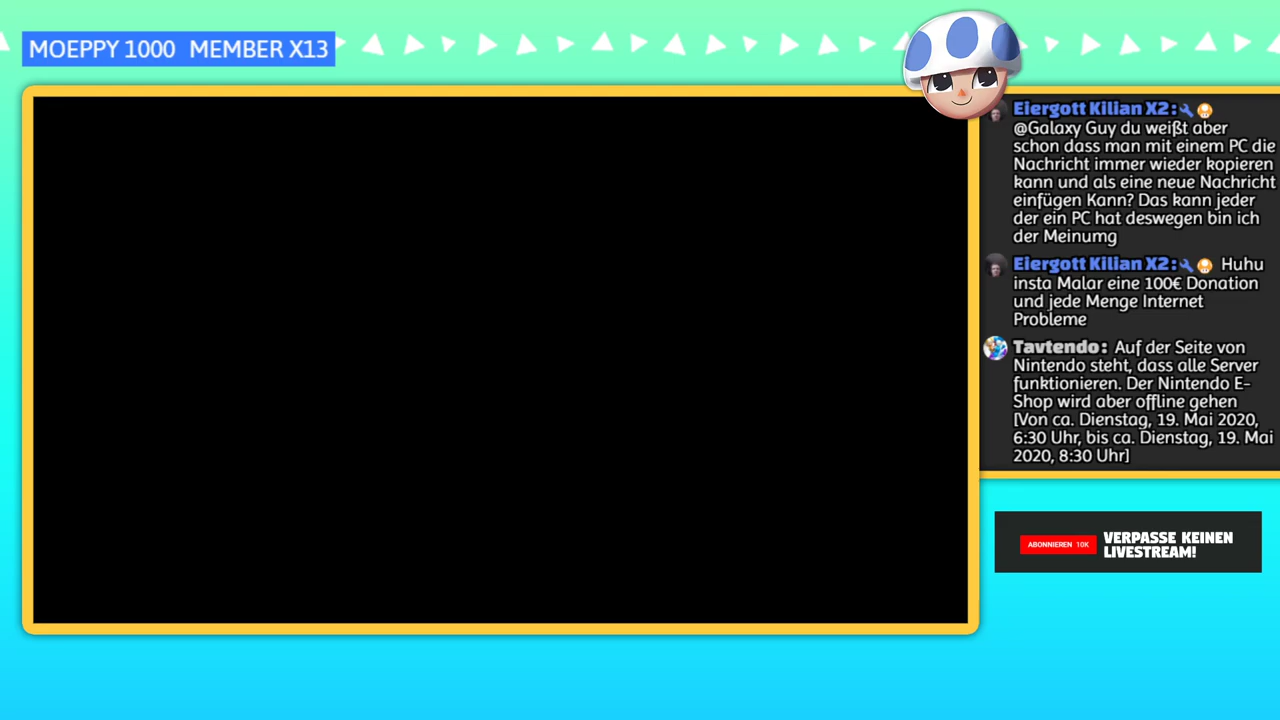 MOEPPY 1000 MEMBER X13
Eiergott Kilian X2:
@Galaxy Guy du weißt aber
schon dass man mit einem PC die
Nachricht immer wieder kopieren
kann und als eine neue Nachricht
einfügen Kann? Das kann jeder
der ein PC hat deswegen bin ich
der Meinumg
Eiergott Kilian X2: Huhu
insta Malar eine 100€ Donation
und jede Menge Internet
Probleme
Tavtendo: Auf der Seite von
Nintendo steht, dass alle Server
funktionieren. Der Nintendo E-
Shop wird aber offline gehen
[Von ca. Dienstag, 19. Mai 2020,
6:30 Uhr, bis ca. Dienstag, 19. Mai
2020, 8:30 Uhr]
ABONNIEREN 10K
VERPASSE KEINEN
LIVESTREAM!